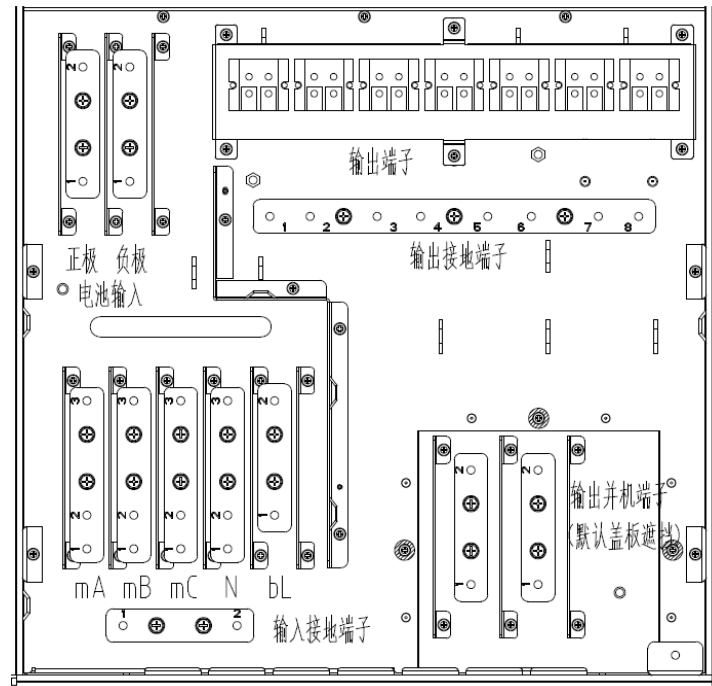 2 2
1 1
输出端子
1 2 3 4 5 6 7 8
输出接地端子
正极 负极
电池输入
3 3 3 3 2
2 2 2 2 1
1 1 1 1
mA mB mC N bL
2 2
1 1
输出并机端子
(默认盖板遮挡)
1 2
输入接地端子